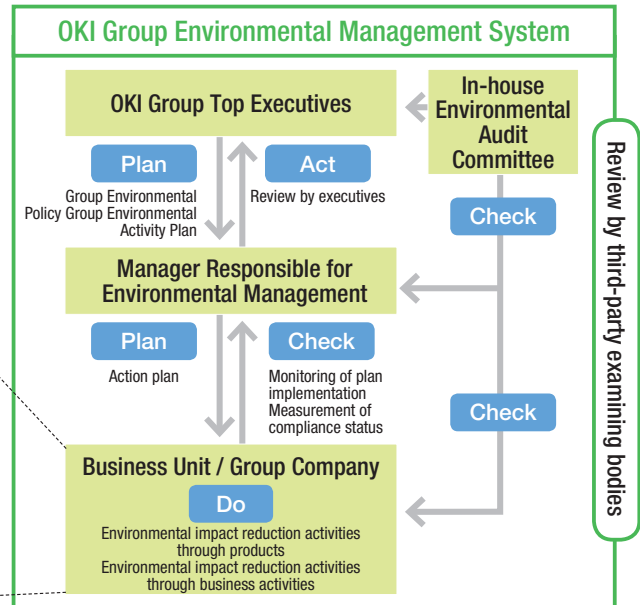 OKI Group Environmental Management System
OKI Group Top Executives
In-house
Environmental
Audit
Committee
Plan
Group Environmental
Policy Group Environmental
Activity Plan
Act
Review by executives
Check
Manager Responsible for
Environmental Management
Plan
Action plan
Check
Monitoring of plan
implementation
Measurement of
compliance status
Check
Business Unit / Group Company
Do
Environmental impact reduction activities
through products
Environmental impact reduction activities
through business activities
Review by third-party examining bodies